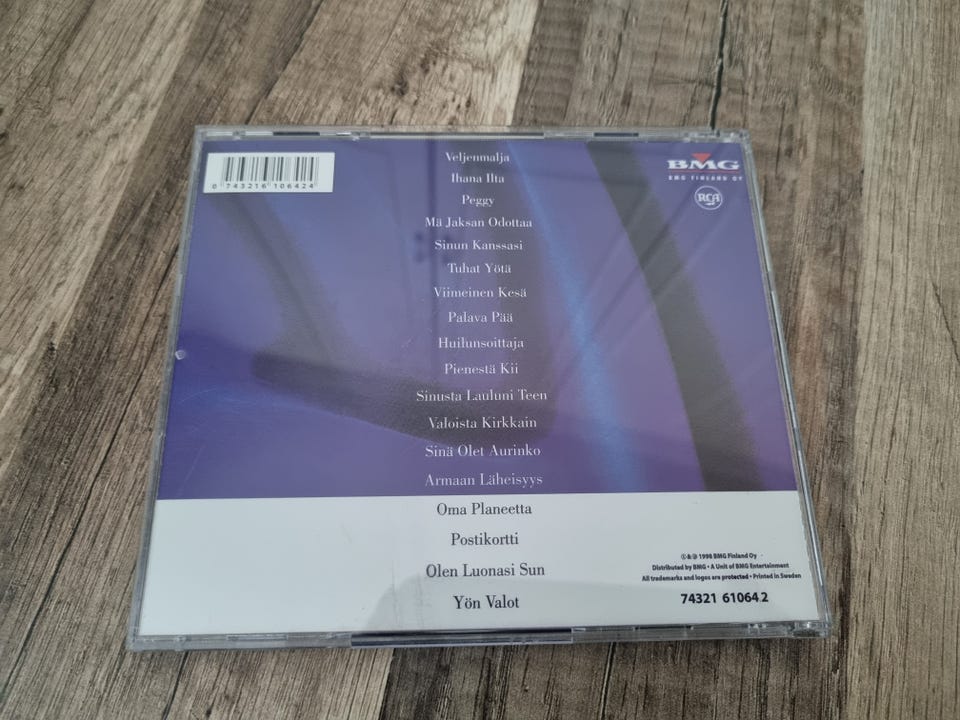 0 743216 106424
BMG
BMG FINLAND OY
RCA
Veljenmalja
Ihana Ilta
Peggy
Mä Jaksan Odottaa
Sinun Kanssasi
Tuhat Yötä
Viimeinen Kesä
Palava Pää
Huilunsoittaja
Pienestä Kii
Sinusta Lauluni Teen
Valoista Kirkkain
Sinä Olet Aurinko
Armaan Läheisyys
Oma Planeetta
Postikortti
Olen Luonasi Sun
Yön Valot
©&℗ 1998 BMG Finland Oy
Distributed by BMG • A Unit of BMG Entertainment
All trademarks and logos are protected • Printed in Sweden
74321 61064 2